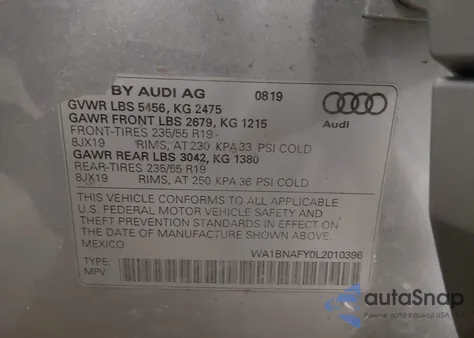 BY AUDI AG 0819
GVWR LBS 5456, KG 2475
GAWR FRONT LBS 2679, KG 1215
FRONT-TIRES 235/55 R19
8JX19 RIMS, AT 230 KPA 33 PSI COLD
GAWR REAR LBS 3042, KG 1380
REAR-TIRES 235/55 R19
8JX19 RIMS, AT 250 KPA 36 PSI COLD
Audi
THIS VEHICLE CONFORMS TO ALL APPLICABLE
U.S. FEDERAL MOTOR VEHICLE SAFETY AND
THEFT PREVENTION STANDARDS IN EFFECT ON
THE DATE OF MANUFACTURE SHOWN ABOVE.
MEXICO WA1BNAFY0L2010396
TYPE:
MPV
autoSnap
Pewne auta i aukcji USA